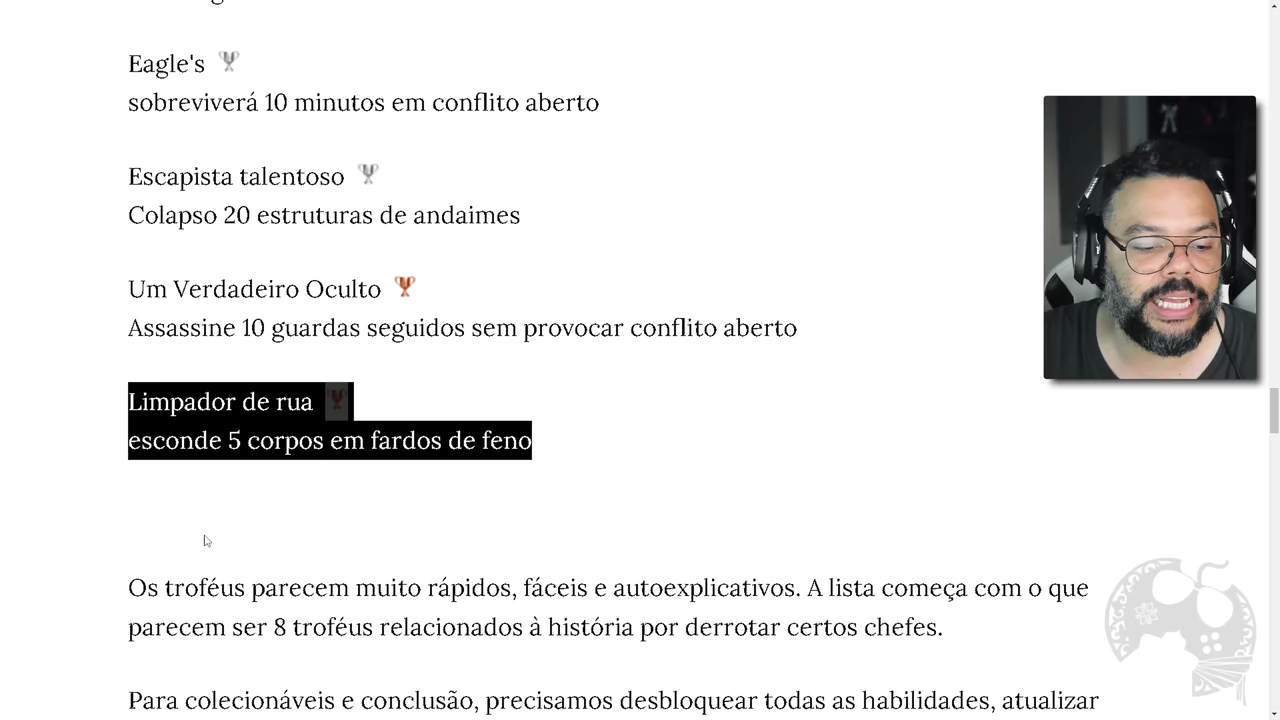 Eagle's
sobreviverá 10 minutos em conflito aberto
Escapista talentoso
Colapso 20 estruturas de andaimes
Um Verdadeiro Oculto
Assassine 10 guardas seguidos sem provocar conflito aberto
Limpador de rua
esconde 5 corpos em fardos de feno
Os troféus parecem muito rápidos, fáceis e autoexplicativos. A lista começa com o que
parecem ser 8 troféus relacionados à história por derrotar certos chefes.
Para colecionáveis e conclusão, precisamos desbloquear todas as habilidades, atualizar